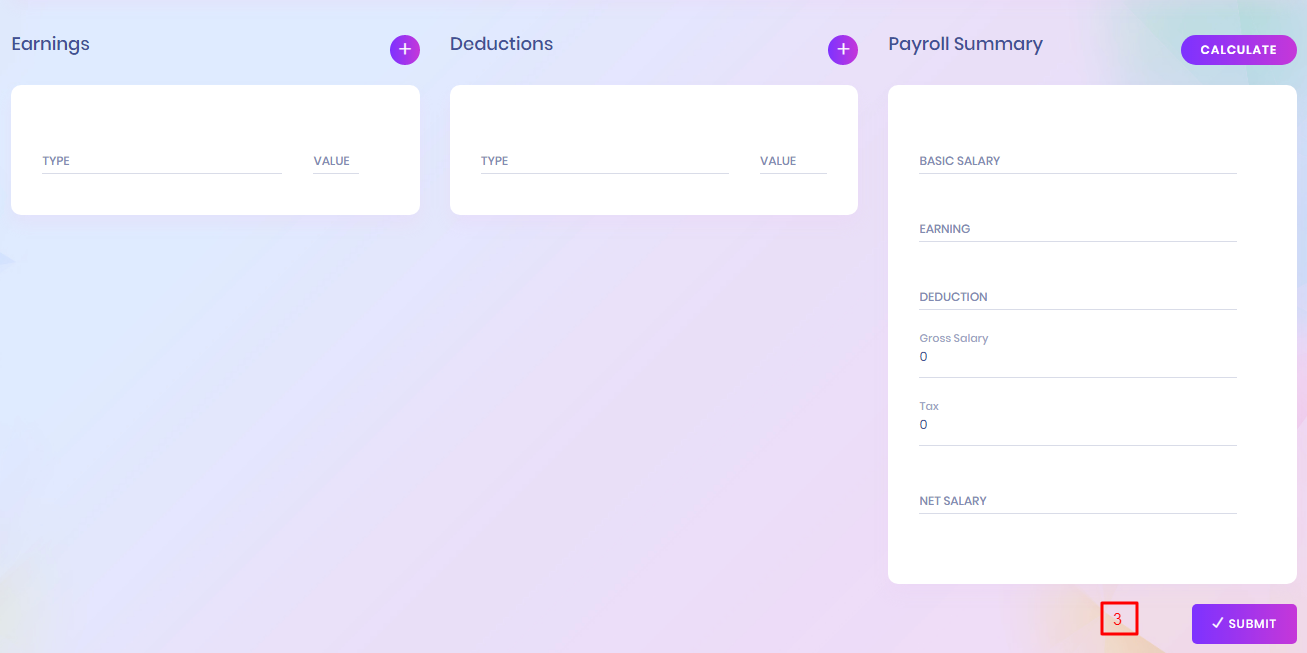 Earnings
+
Deductions
+
Payroll Summary
CALCULATE
TYPE
VALUE
TYPE
VALUE
BASIC SALARY
EARNING
DEDUCTION
Gross Salary
0
Tax
0
NET SALARY
3
✓ SUBMIT